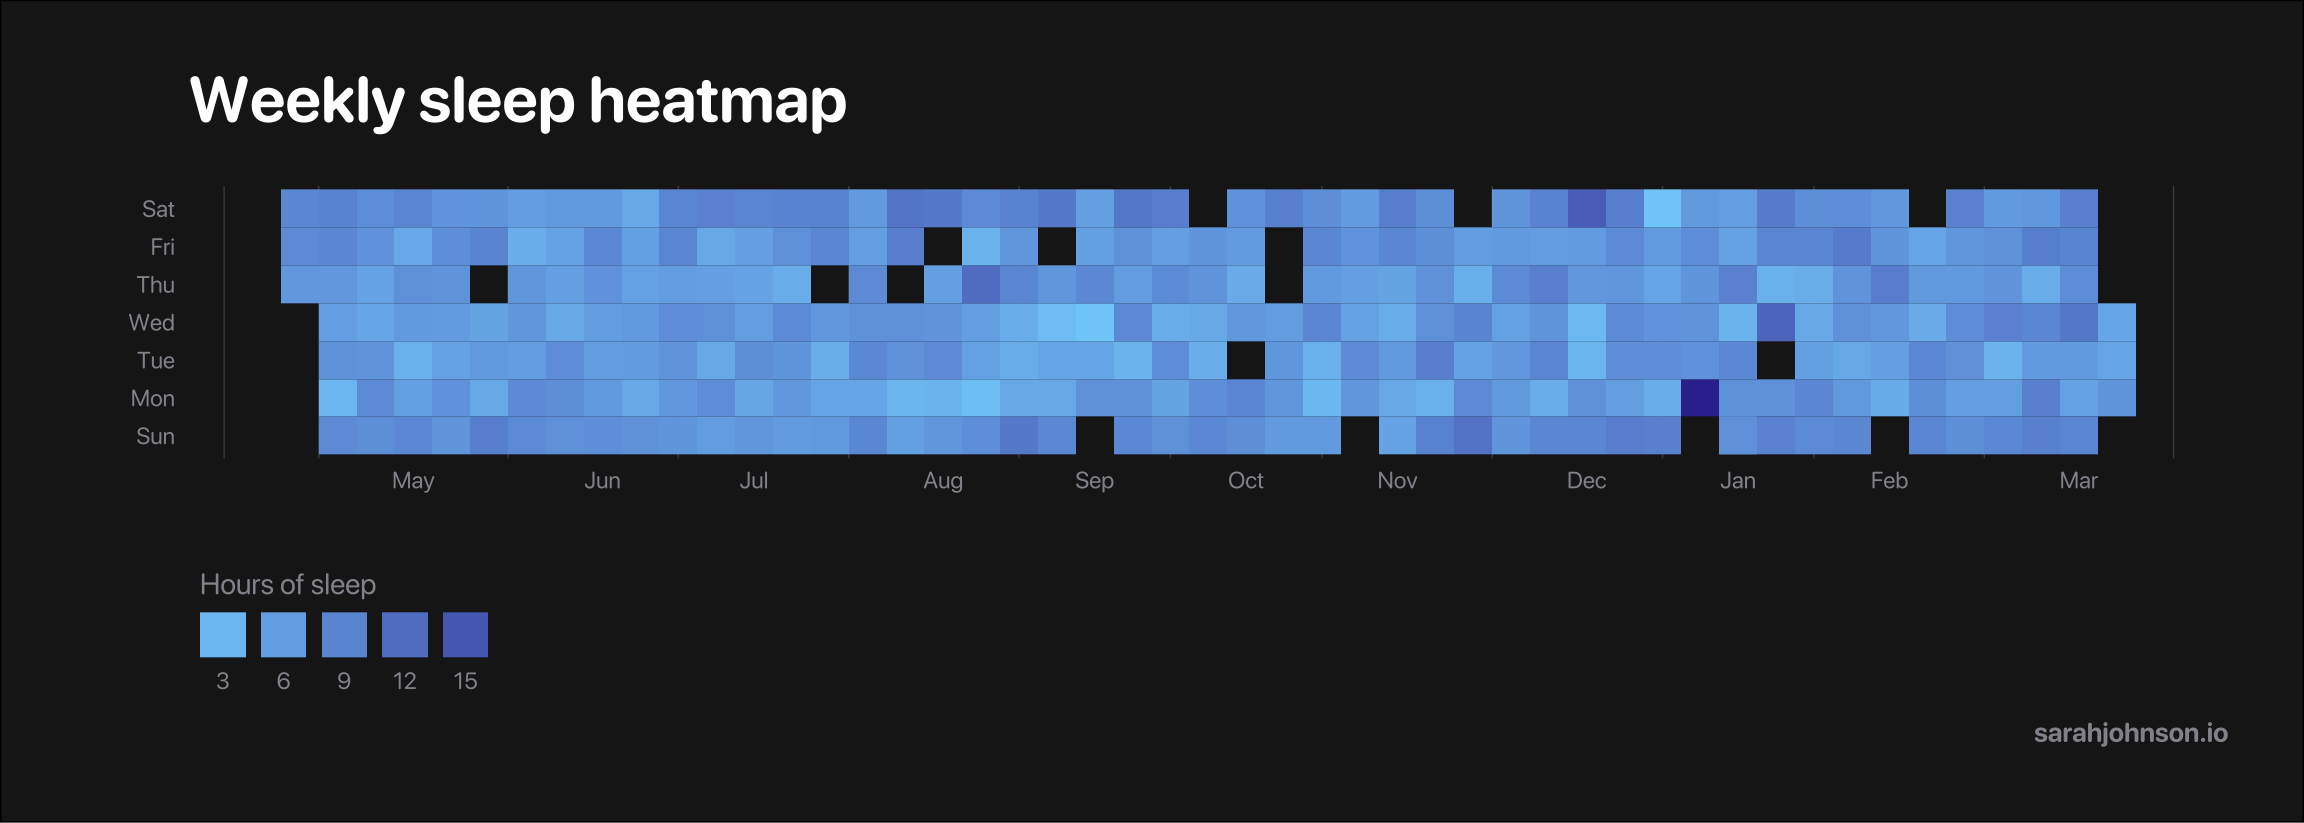 Weekly sleep heatmap
Sat
Fri
Thu
Wed
Tue
Mon
Sun
May Jun Jul Aug Sep Oct Nov Dec Jan Feb Mar
Hours of sleep
3 6 9 12 15
sarahjohnson.io